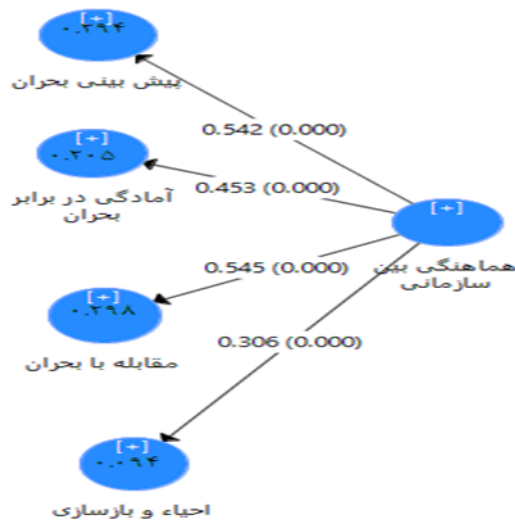 [+]
۰.۲۹۴
پیش بینی بحران
0.542 (0.000)
[+]
۰.۲۰۵
آمادگی در برابر
بحران
0.453 (0.000)
[+]
هماهنگی بین
سازمانی
0.545 (0.000)
[+]
۰.۲۹۸
مقابله با بحران
0.306 (0.000)
[+]
۰.۰۹۴
احیاء و بازسازی